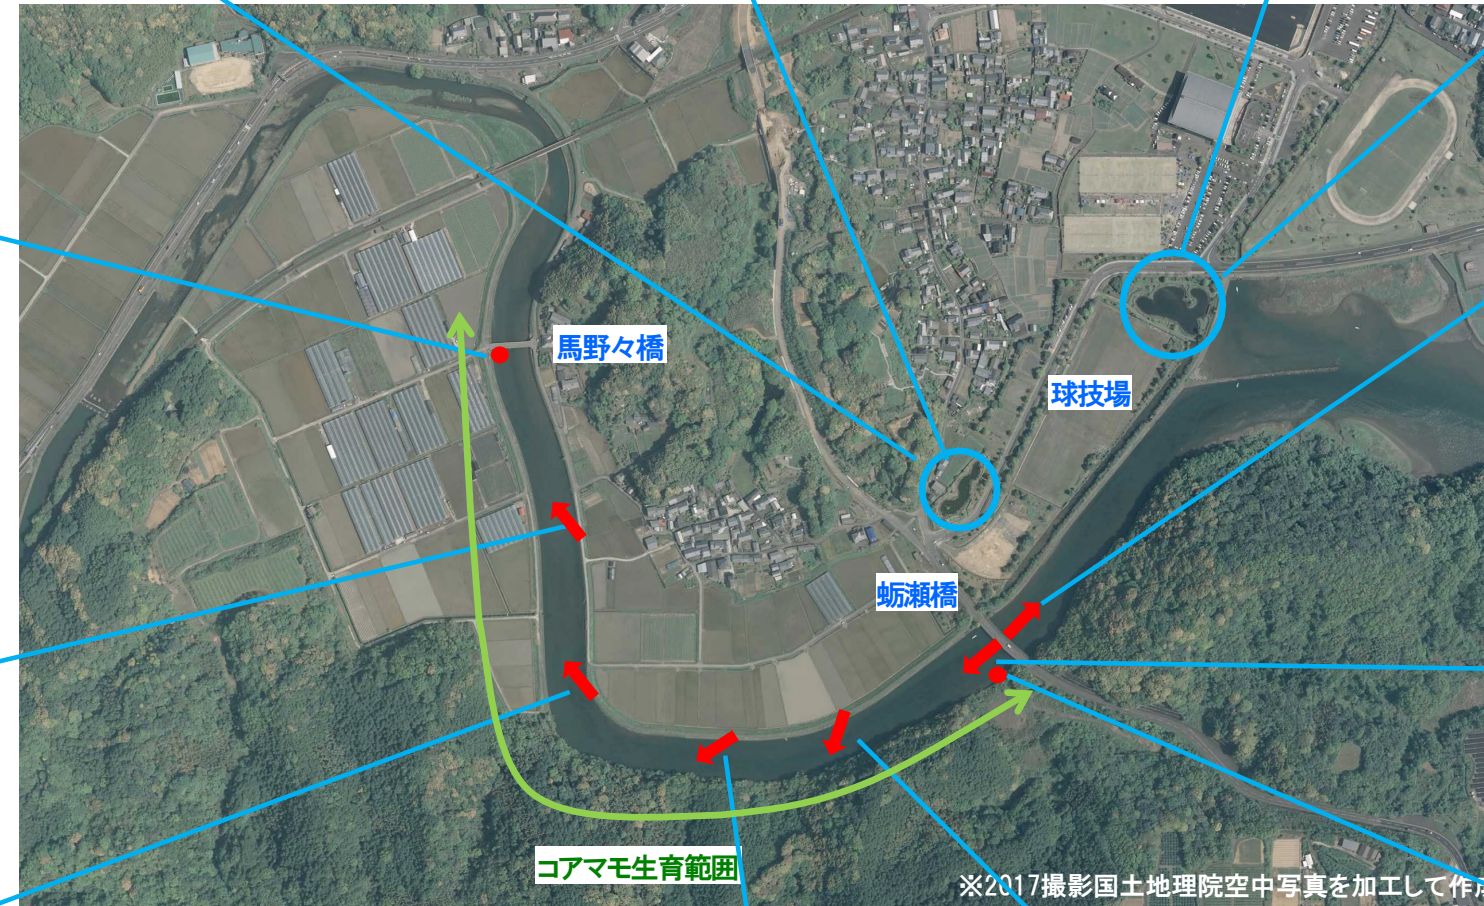 馬野々橋
球技場
蛎瀬橋
コアマモ生育範囲
※2017撮影国土地理院空中写真を加工して作成